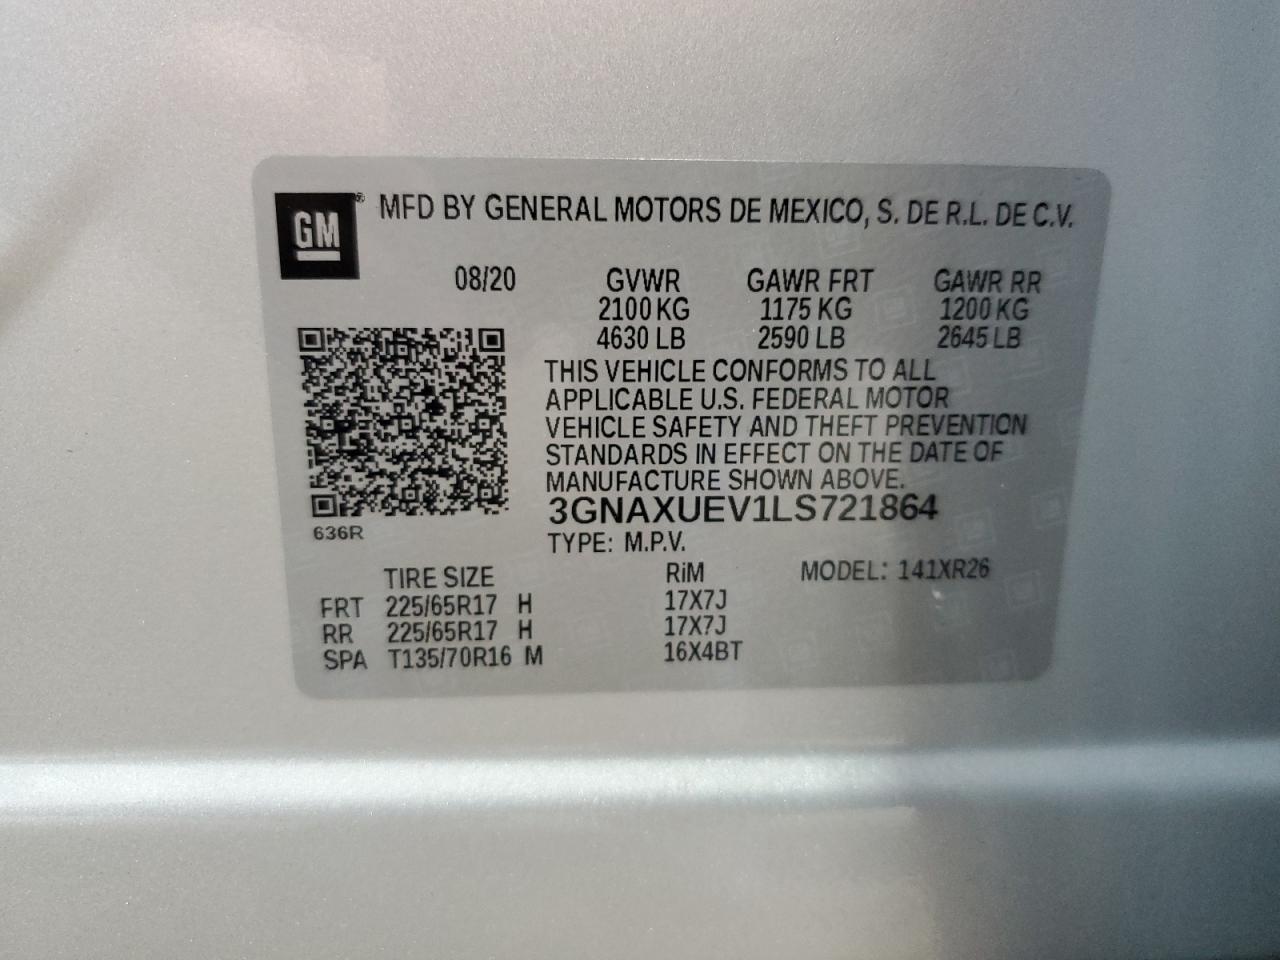 GM® MFD BY GENERAL MOTORS DE MEXICO, S. DE R.L. DE C.V.
08/20 GVWR GAWR FRT GAWR RR
2100 KG 1175 KG 1200 KG
4630 LB 2590 LB 2645 LB
THIS VEHICLE CONFORMS TO ALL
APPLICABLE U.S. FEDERAL MOTOR
VEHICLE SAFETY AND THEFT PREVENTION
STANDARDS IN EFFECT ON THE DATE OF
MANUFACTURE SHOWN ABOVE.
3GNAXUEV1LS721864
636R
TYPE: M.P.V.
TIRE SIZE RiM MODEL: 141XR26
FRT 225/65R17 H 17X7J
RR 225/65R17 H 17X7J
SPA T135/70R16 M 16X4BT